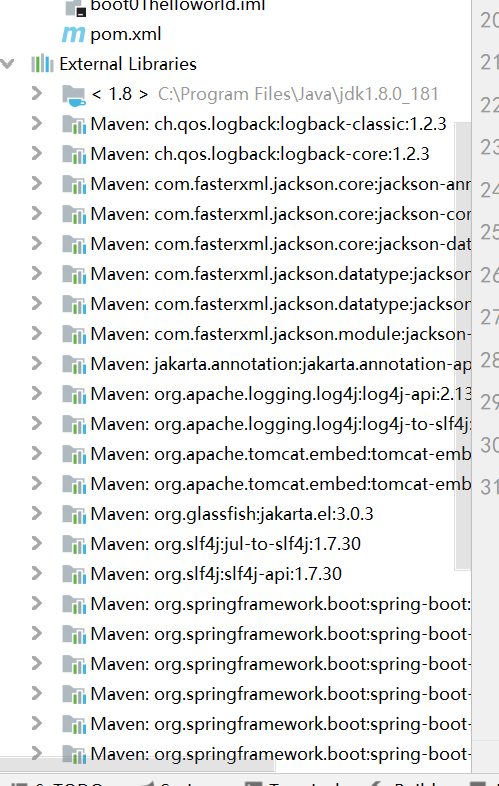 boot01helloworld.iml
pom.xml
External Libraries
< 1.8 > C:\Program Files\Java\jdk1.8.0_181
Maven: ch.qos.logback:logback-classic:1.2.3
Maven: ch.qos.logback:logback-core:1.2.3
Maven: com.fasterxml.jackson.core:jackson-ann
Maven: com.fasterxml.jackson.core:jackson-cor
Maven: com.fasterxml.jackson.core:jackson-dat
Maven: com.fasterxml.jackson.datatype:jackson
Maven: com.fasterxml.jackson.datatype:jackson
Maven: com.fasterxml.jackson.module:jackson-
Maven: jakarta.annotation:jakarta.annotation-ap
Maven: org.apache.logging.log4j:log4j-api:2.13
Maven: org.apache.logging.log4j:log4j-to-slf4j:
Maven: org.apache.tomcat.embed:tomcat-emb
Maven: org.apache.tomcat.embed:tomcat-emb
Maven: org.glassfish:jakarta.el:3.0.3
Maven: org.slf4j:jul-to-slf4j:1.7.30
Maven: org.slf4j:slf4j-api:1.7.30
Maven: org.springframework.boot:spring-boot:
Maven: org.springframework.boot:spring-boot-
Maven: org.springframework.boot:spring-boot-
Maven: org.springframework.boot:spring-boot-
Maven: org.springframework.boot:spring-boot-
Maven: org.springframework.boot:spring-boot-
20
21
22
23
24
25
26
27
28
29
30
31